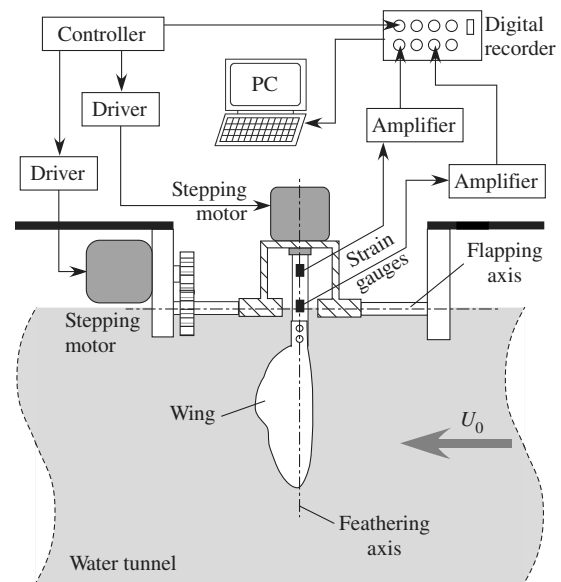 Controller
Digital
recorder
PC
Driver
Amplifier
Driver
Stepping
motor
Amplifier
Strain
gauges
Flapping
axis
Stepping
motor
Wing
U0
Feathering
axis
Water tunnel